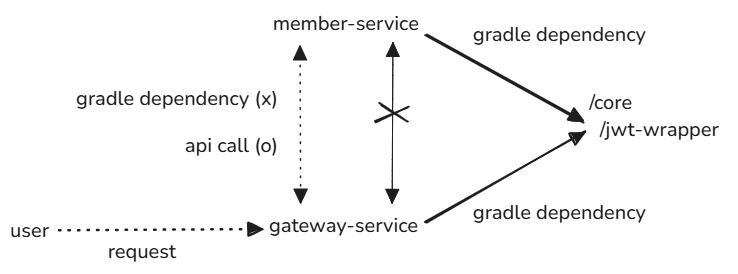 member-service
gradle dependency
gradle dependency (x)
/core
/jwt-wrapper
api call (o)
gradle dependency
user
gateway-service
request